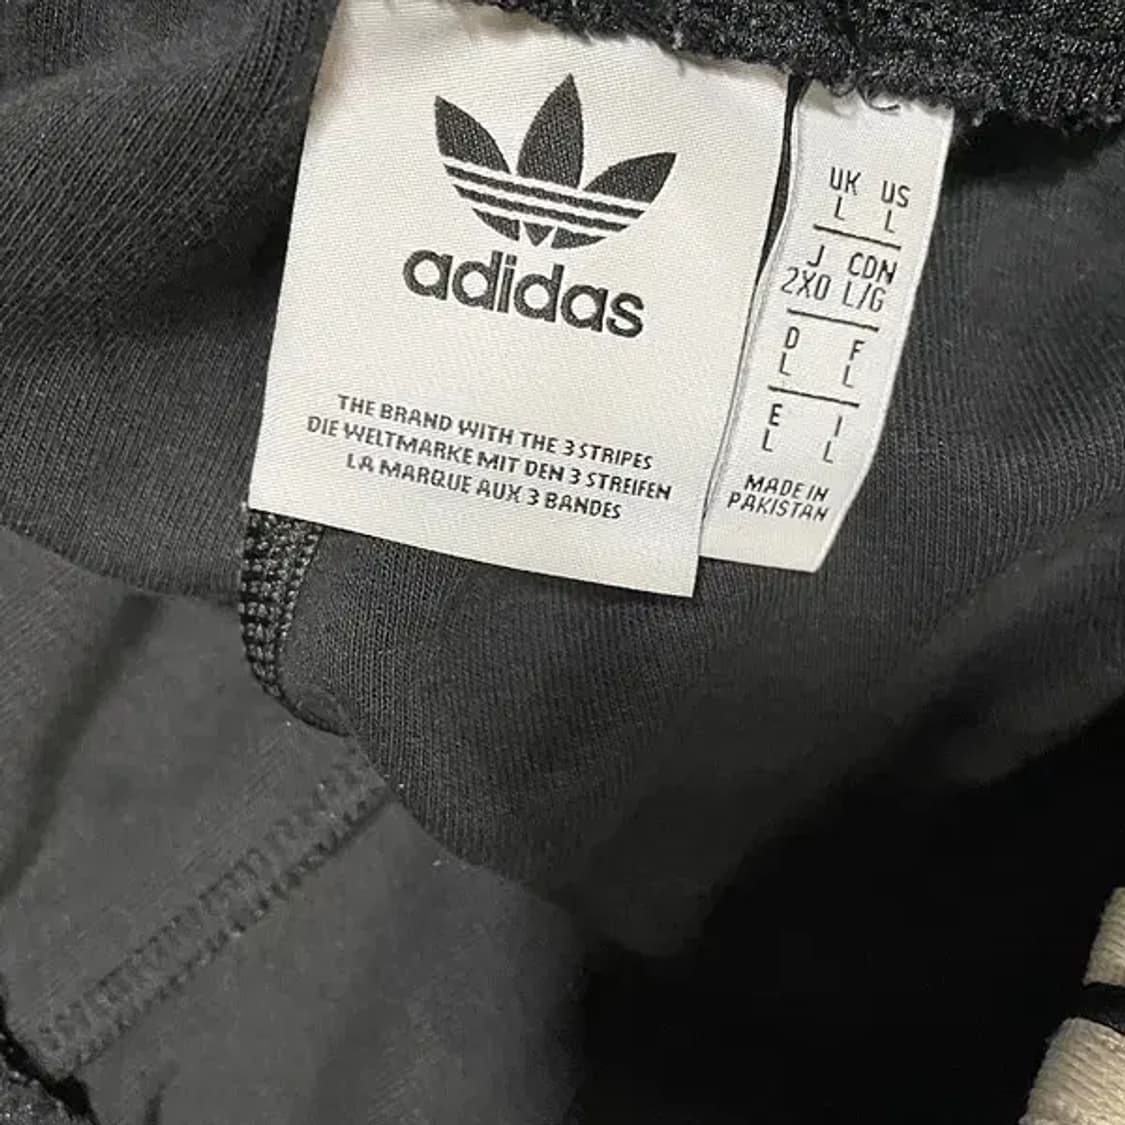 adidas
THE BRAND WITH THE 3 STRIPES
DIE WELTMARKE MIT DEN 3 STREIFEN
LA MARQUE AUX 3 BANDES
UK US
L L
J CDN
2XO L/G
D F
L L
E I
L L
MADE IN
PAKISTAN